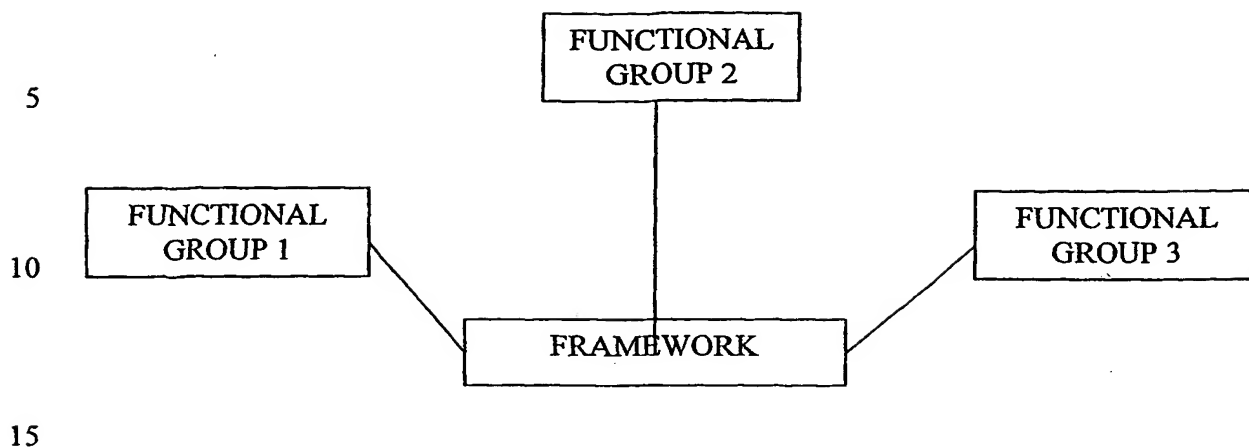 FUNCTIONAL
GROUP 2
5
FUNCTIONAL
GROUP 1
FUNCTIONAL
GROUP 3
10
FRAMEWORK
15